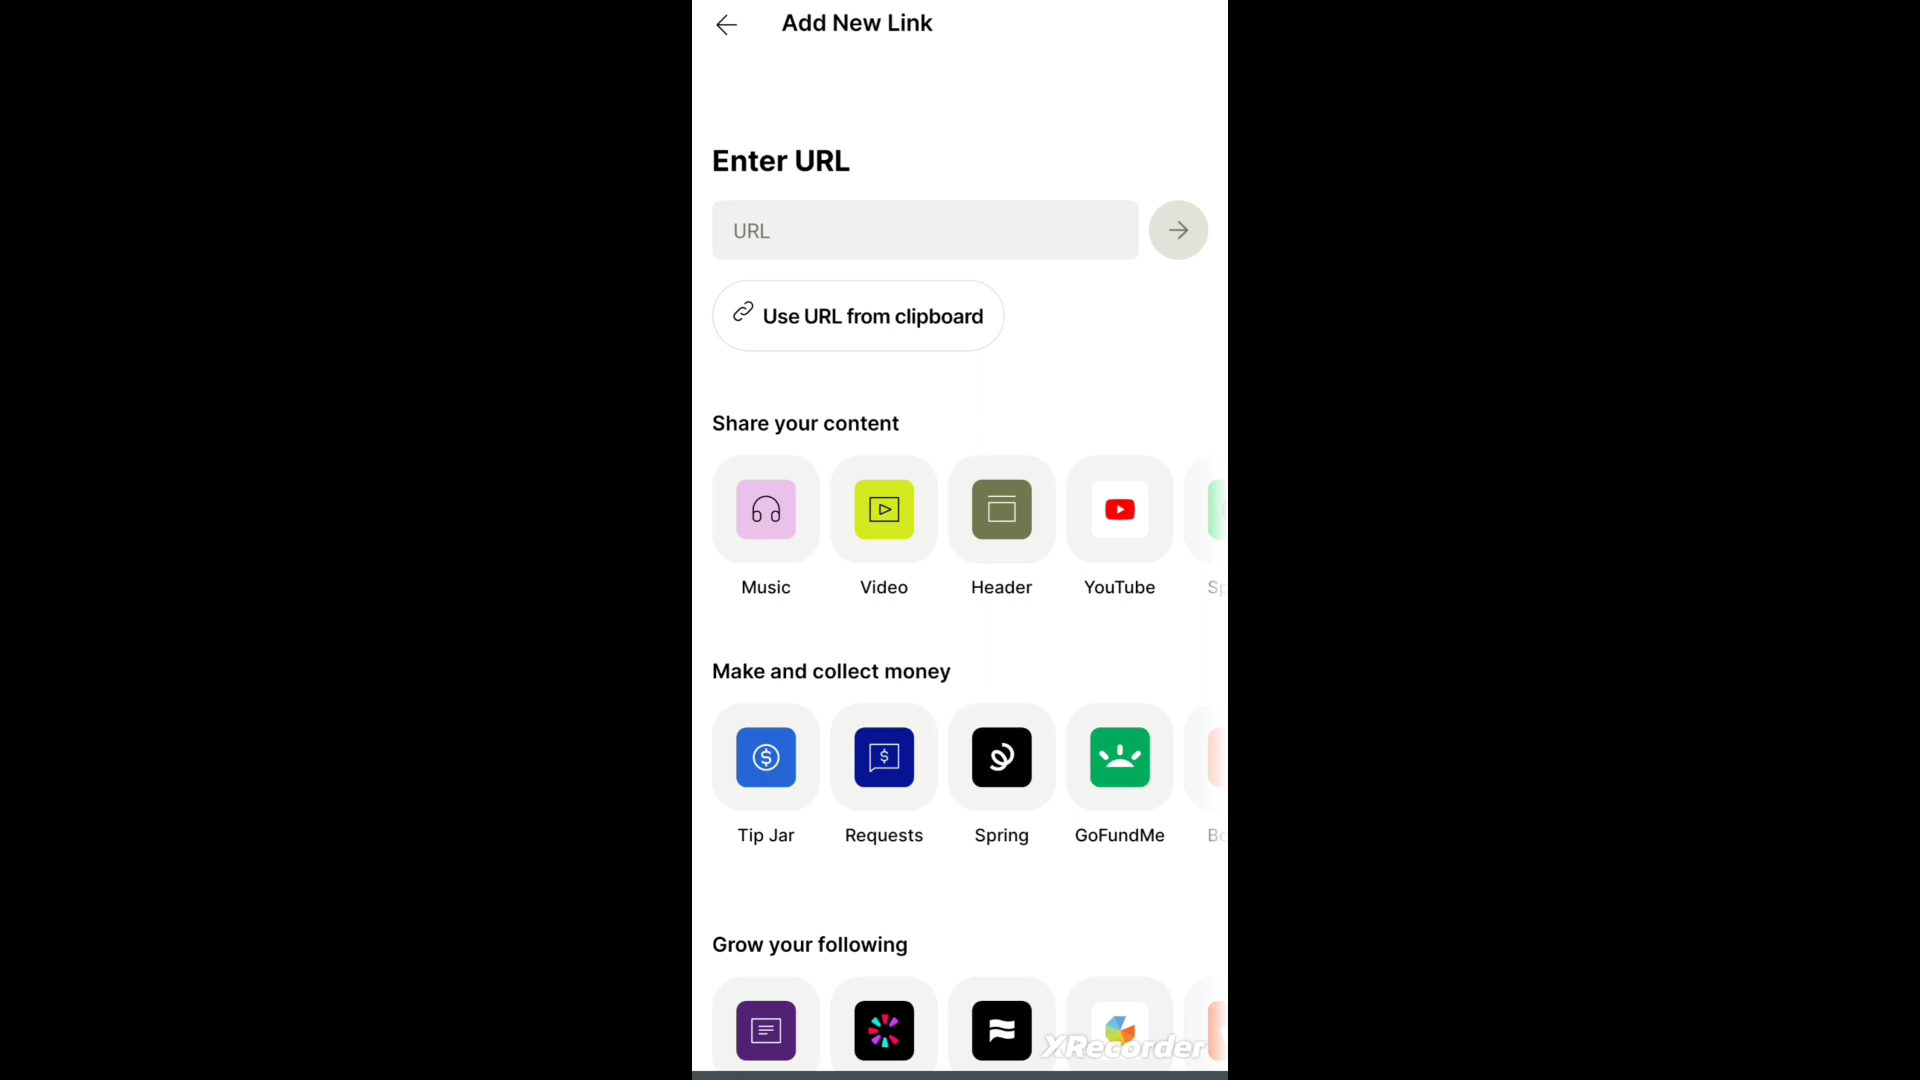 Add New Link
Enter URL
URL
Use URL from clipboard
Share your content
Music Video Header YouTube
Make and collect money
Tip Jar Requests Spring GoFundMe
Grow your following
XRecorder